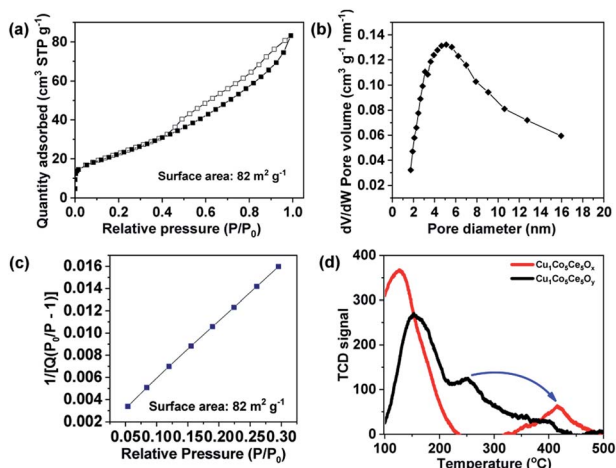 (a)
Quantity adsorbed (cm³ STP g⁻¹)
80
60
40
20
0
0.0 0.2 0.4 0.6 0.8 1.0
Surface area: 82 m² g⁻¹
Relative pressure (P/P₀)
(b)
dV/dW Pore volume (cm³ g⁻¹ nm⁻¹)
0.14
0.12
0.10
0.08
0.06
0.04
0.02
0 2 4 6 8 10 12 14 16 18
Pore diameter (nm)
(c)
1/[Q(P₀/P - 1)]
0.016
0.014
0.012
0.010
0.008
0.006
0.004
0.002
0.05 0.10 0.15 0.20 0.25 0.30
Surface area: 82 m² g⁻¹
Relative Pressure (P/P₀)
(d)
TCD signal
400
300
200
100
0
100 200 300 400 500
Cu₁Co₅Ce₅Oₓ
Cu₁Co₅Ce₅Oᵧ
Temperature (°C)